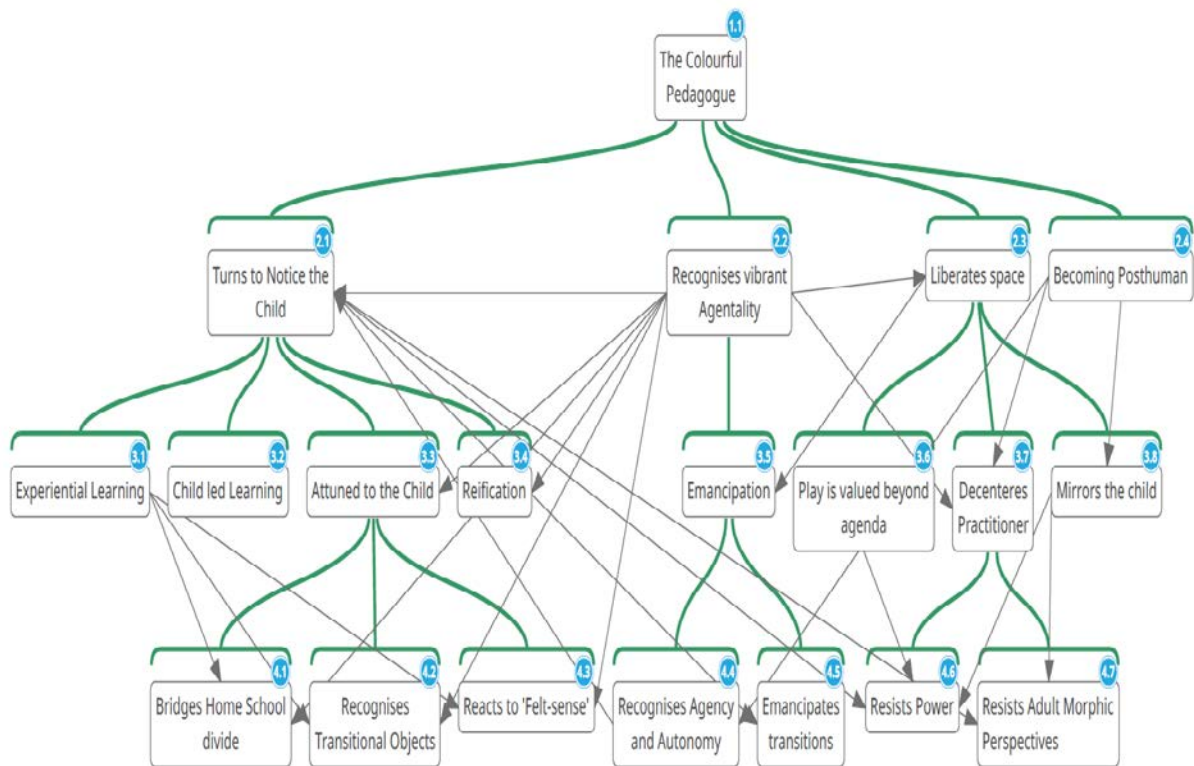 1.1
The Colourful
Pedagogue
2.1
Turns to Notice the
Child
2.2
Recognises vibrant
Agentality
2.3
Liberates space
2.4
Becoming Posthuman
3.1
Experiential Learning
3.2
Child led Learning
3.3
Attuned to the Child
3.4
Reification
3.5
Emancipation
3.6
Play is valued beyond
agenda
3.7
Decenteres
Practitioner
3.8
Mirrors the child
4.1
Bridges Home School
divide
4.2
Recognises
Transitional Objects
4.3
Reacts to 'Felt-sense'
4.4
Recognises Agency
and Autonomy
4.5
Emancipates
transitions
4.6
Resists Power
4.7
Resists Adult Morphic
Perspectives